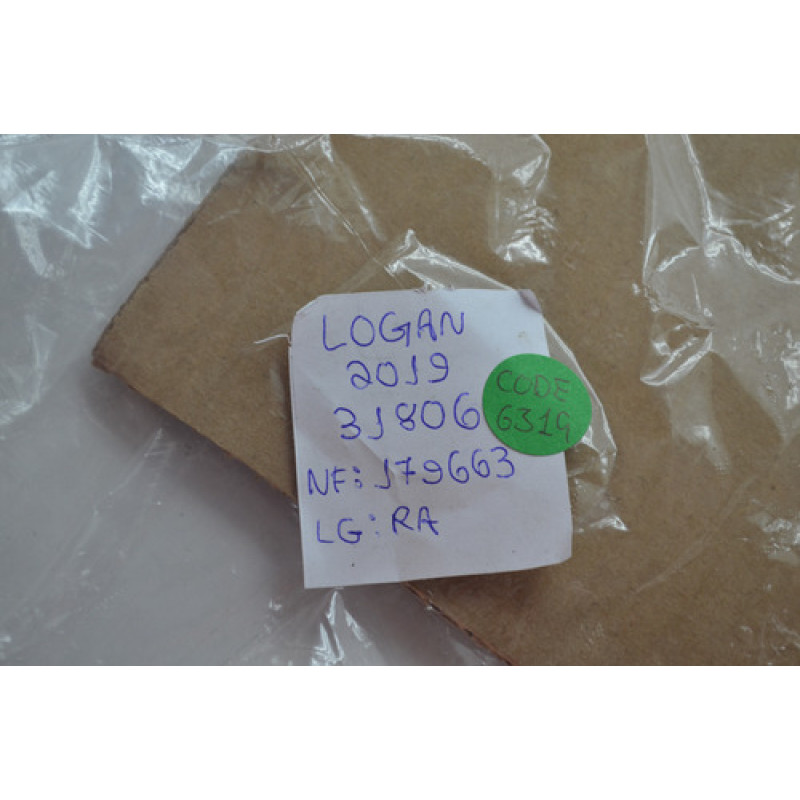 LOGAN
2019
31806
NF: 179663
LG: RA
CODE
6319